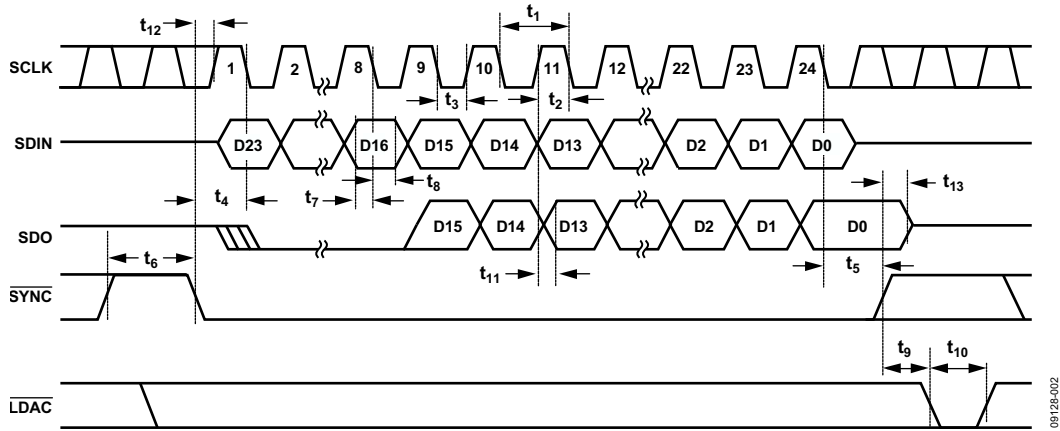 t12
t1
SCLK
1 2 8 9 10 11 12 22 23 24
t3
t2
SDIN
D23 D16 D15 D14 D13 D2 D1 D0
t4
t7
t8
t13
SDO
D15 D14 D13 D2 D1 D0
t6
t11
t5
SYNC
t9
t10
LDAC
09128-002